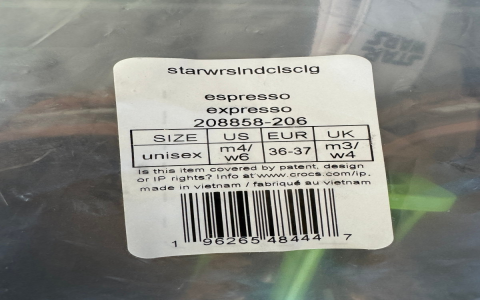 STAR
WARS
starwrslndclsclg
espresso
expresso
208858-206
SIZE US EUR UK
unisex m4/ w6 36-37 m3/ w4
Is this item covered by patent, design
or IP rights? Info at www.crocs.com/ip.
made in vietnam / fabriqué au vietnam
1 96265 48444 7